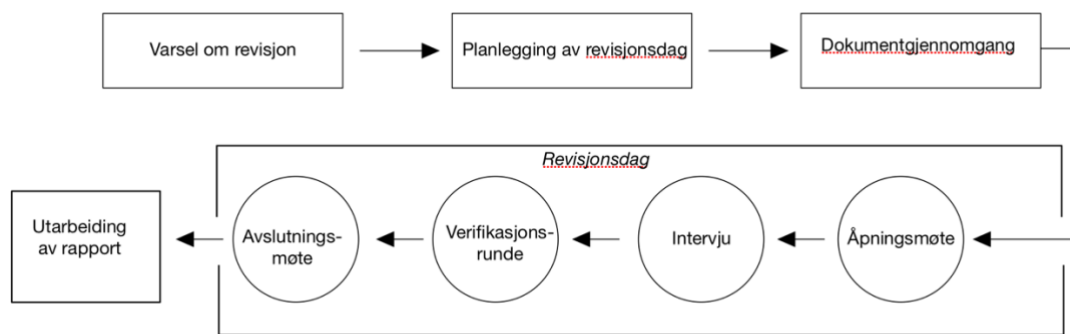 Varsel om revisjon
Planlegging av revisjonsdag
Dokumentgjennomgang
Revisjonsdag
Åpningsmøte
Intervju
Verifikasjons-
runde
Avslutnings-
møte
Utarbeiding
av rapport